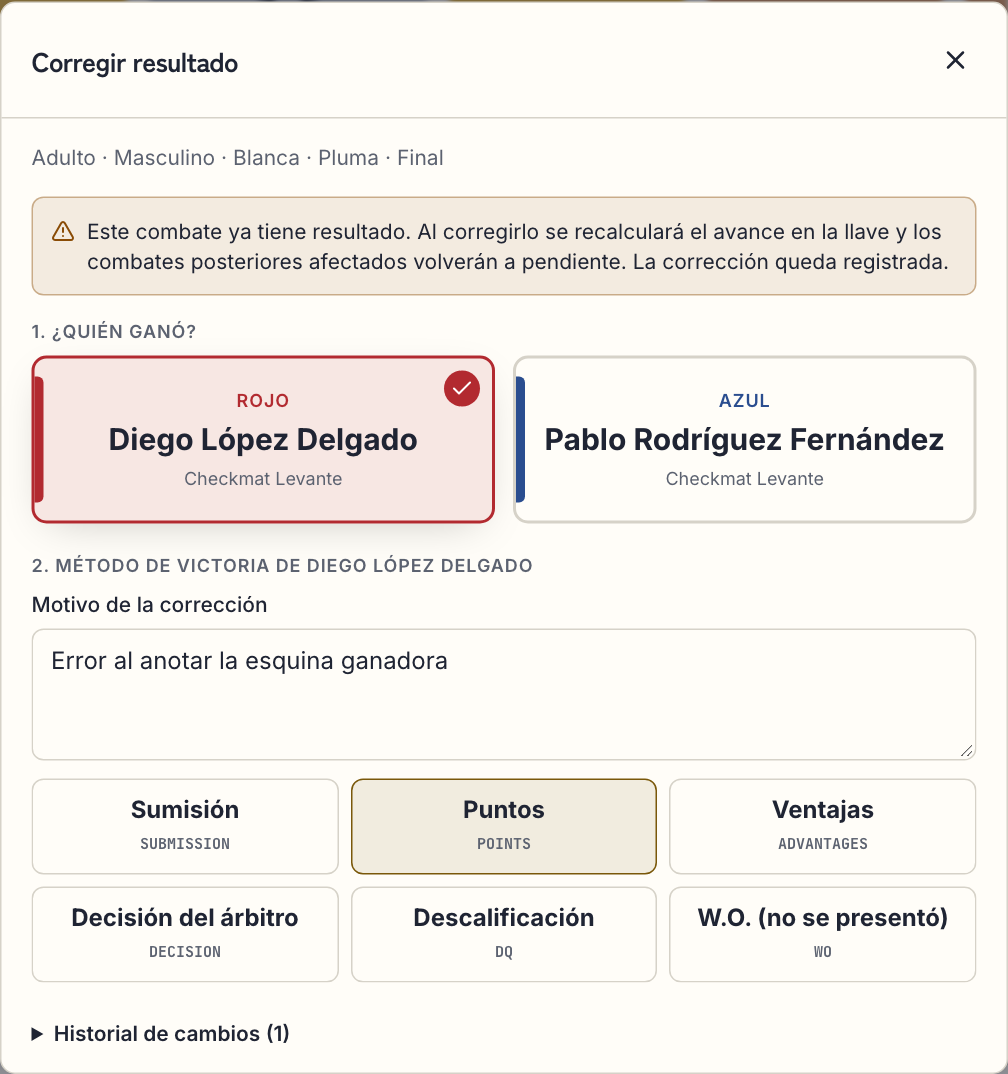 Corregir resultado
Adulto · Masculino · Blanca · Pluma · Final
Este combate ya tiene resultado. Al corregirlo se recalculará el avance en la llave y los
combates posteriores afectados volverán a pendiente. La corrección queda registrada.
1. ¿QUIÉN GANÓ?
ROJO
Diego López Delgado
Checkmat Levante
AZUL
Pablo Rodríguez Fernández
Checkmat Levante
2. MÉTODO DE VICTORIA DE DIEGO LÓPEZ DELGADO
Motivo de la corrección
Error al anotar la esquina ganadora
Sumisión
SUBMISSION
Puntos
POINTS
Ventajas
ADVANTAGES
Decisión del árbitro
DECISION
Descalificación
DQ
W.O. (no se presentó)
WO
Historial de cambios (1)